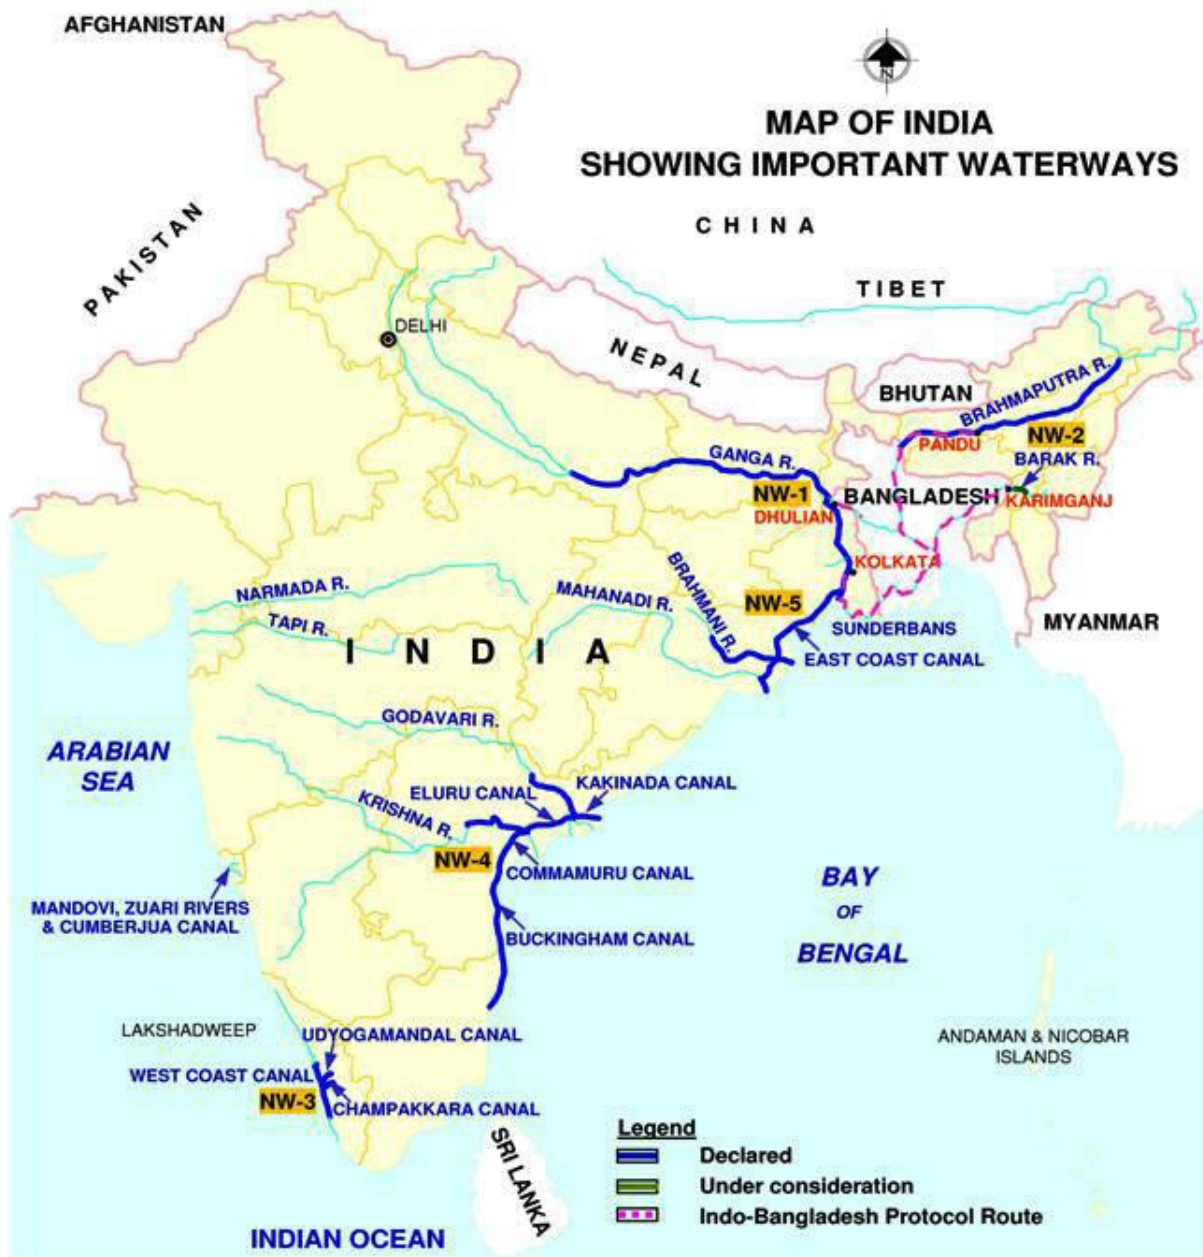 AFGHANISTAN
N
MAP OF INDIA
SHOWING IMPORTANT WATERWAYS
CHINA
PAKISTAN
TIBET
DELHI
NEPAL
BHUTAN
BRAHMAPUTRA R.
PANDU
NW-2
BARAK R.
GANGA R.
NW-1
BANGLADESH
KARIMGANJ
DHULIAN
KOLKATA
NARMADA R.
MAHANADI R.
BRAHMANI R.
NW-5
TAPI R.
SUNDERBANS
MYANMAR
INDIA
EAST COAST CANAL
GODAVARI R.
ARABIAN
SEA
KAKINADA CANAL
ELURU CANAL
KRISHNA R.
NW-4
COMMAMURU CANAL
BAY
OF
BENGAL
MANDOVI, ZUARI RIVERS
& CUMBERJUA CANAL
BUCKINGHAM CANAL
LAKSHADWEEP
UDYOGAMANDAL CANAL
ANDAMAN & NICOBAR
ISLANDS
WEST COAST CANAL
NW-3
CHAMPAKKARA CANAL
SRI LANKA
Legend
Declared
Under consideration
Indo-Bangladesh Protocol Route
INDIAN OCEAN